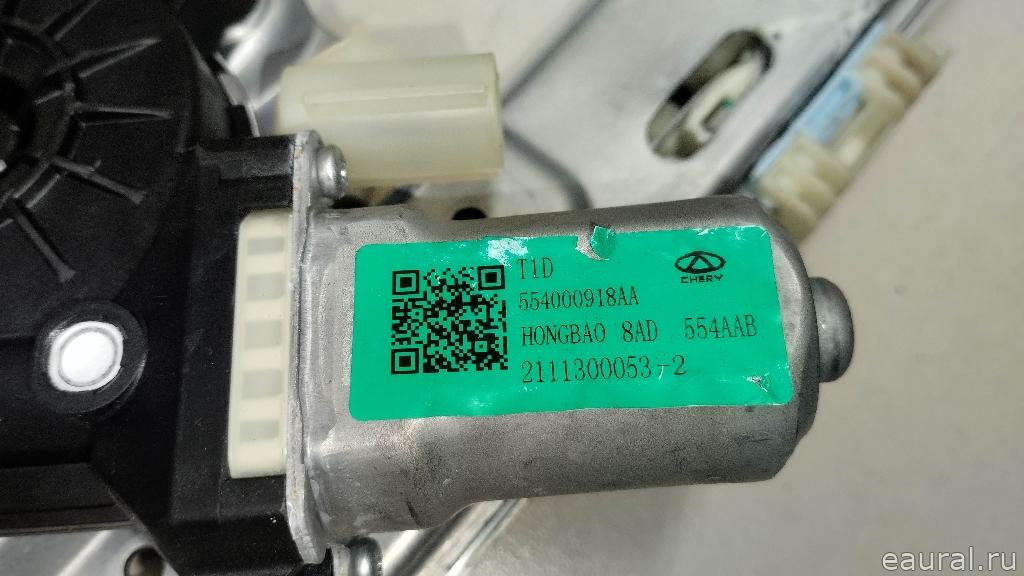 T1D
CHERY
554000918AA
HONGBAO 8AD 554AAB
2111300053-2
eaural.ru